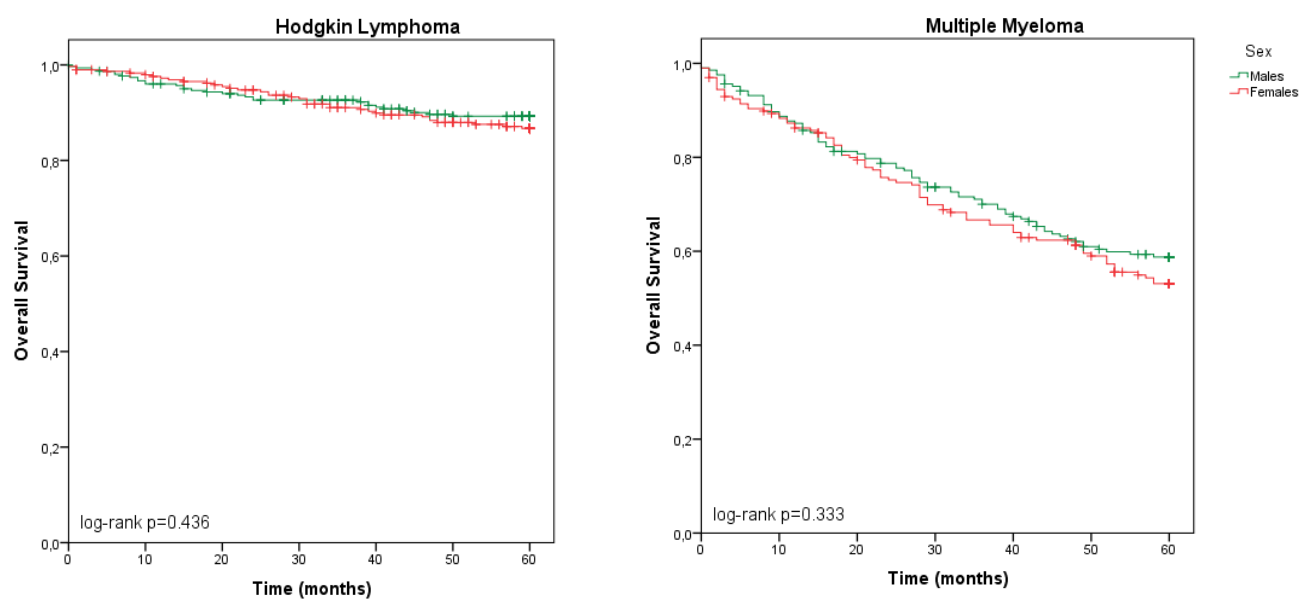 Hodgkin Lymphoma
1,0
0,8
0,6
0,4
0,2
0,0
Overall Survival
log-rank p=0.436
0 10 20 30 40 50 60
Time (months)
Multiple Myeloma
1,0
0,8
0,6
0,4
0,2
0,0
Overall Survival
log-rank p=0.333
0 10 20 30 40 50 60
Time (months)
Sex
Males
Females